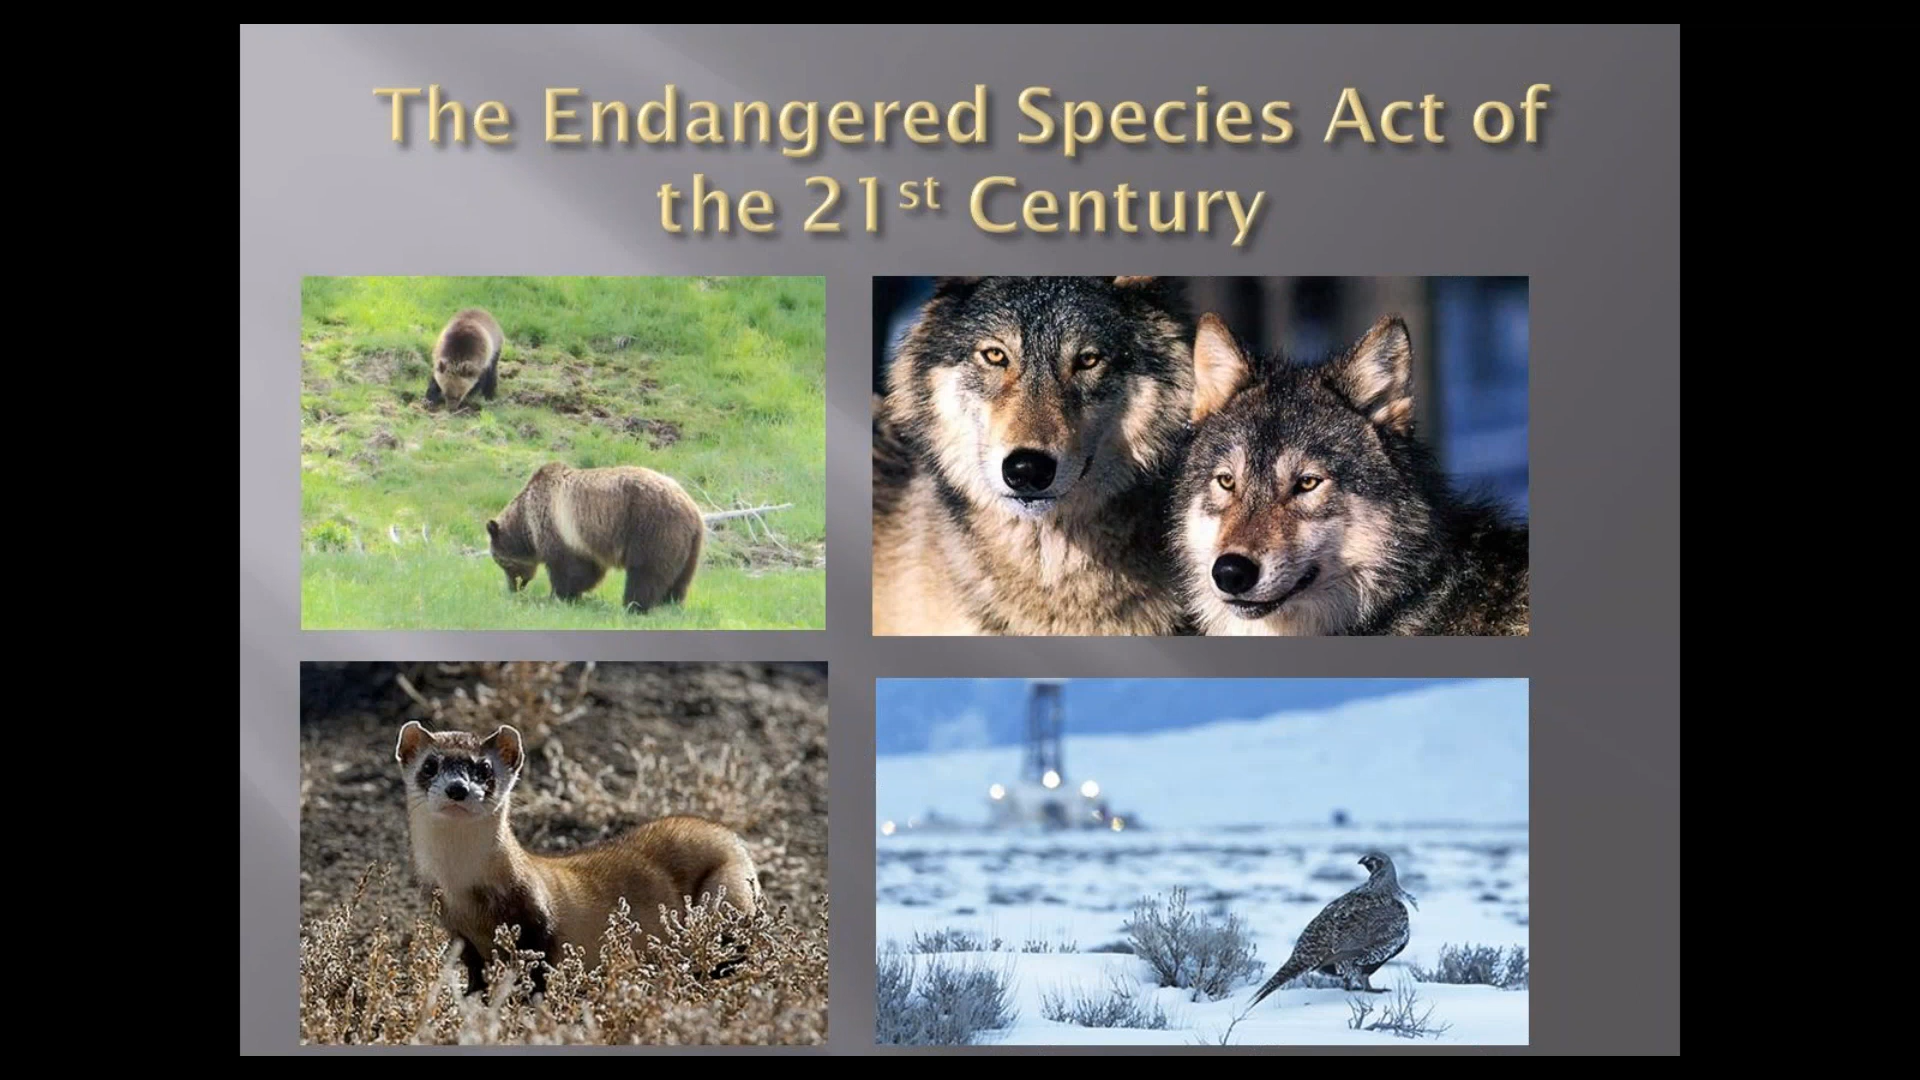 The Endangered Species Act of
the 21st Century